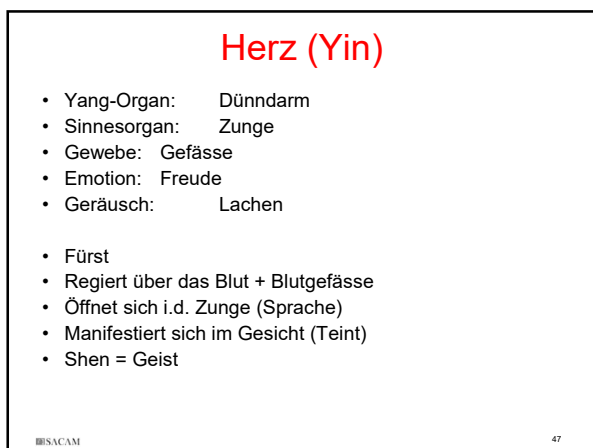 Herz (Yin)
• Yang-Organ: Dünndarm
• Sinnesorgan: Zunge
• Gewebe: Gefässe
• Emotion: Freude
• Geräusch: Lachen
• Fürst
• Regiert über das Blut + Blutgefässe
• Öffnet sich i.d. Zunge (Sprache)
• Manifestiert sich im Gesicht (Teint)
• Shen = Geist
SACAM 47